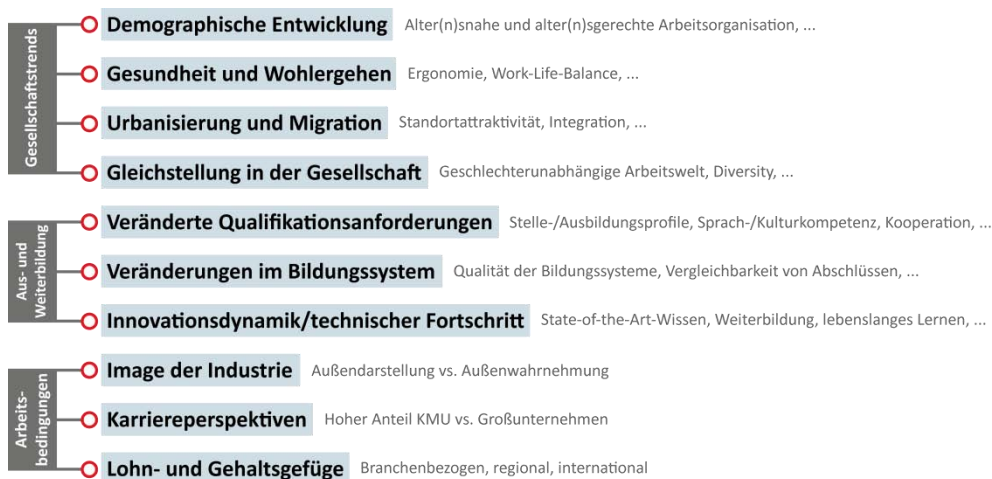 Gesellschaftstrends
Demographische Entwicklung Alter(n)snahe und alter(n)sgerechte Arbeitsorganisation, ...
Gesundheit und Wohlergehen Ergonomie, Work-Life-Balance, ...
Urbanisierung und Migration Standortattraktivität, Integration, ...
Gleichstellung in der Gesellschaft Geschlechterunabhängige Arbeitswelt, Diversity, ...
Aus- und
Weiterbildung
Veränderte Qualifikationsanforderungen Stelle-/Ausbildungsprofile, Sprach-/Kulturkompetenz, Kooperation, ...
Veränderungen im Bildungssystem Qualität der Bildungssysteme, Vergleichbarkeit von Abschlüssen, ...
Innovationsdynamik/technischer Fortschritt State-of-the-Art-Wissen, Weiterbildung, lebenslanges Lernen, ...
Arbeits-
bedingungen
Image der Industrie Außendarstellung vs. Außenwahrnehmung
Karriereperspektiven Hoher Anteil KMU vs. Großunternehmen
Lohn- und Gehaltsgefüge Branchenbezogen, regional, international